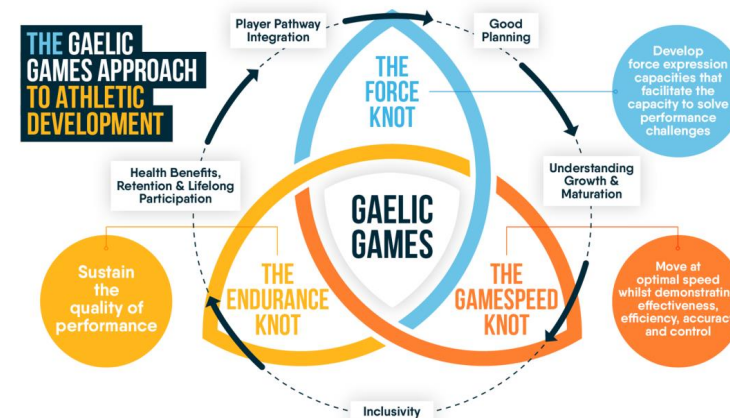 THE GAELIC
GAMES APPROACH
TO ATHLETIC
DEVELOPMENT
Player Pathway
Integration
Good
Planning
THE
FORCE
KNOT
Develop
force expression
capacities that
facilitate the
capacity to solve
performance
challenges
Health Benefits,
Retention & Lifelong
Participation
Understanding
Growth &
Maturation
GAELIC
GAMES
Sustain
the
quality of
performance
THE
ENDURANCE
KNOT
THE
GAMESPEED
KNOT
Move at
optimal speed
whilst demonstratin
effectiveness,
efficiency, accurac
and control
Inclusivity